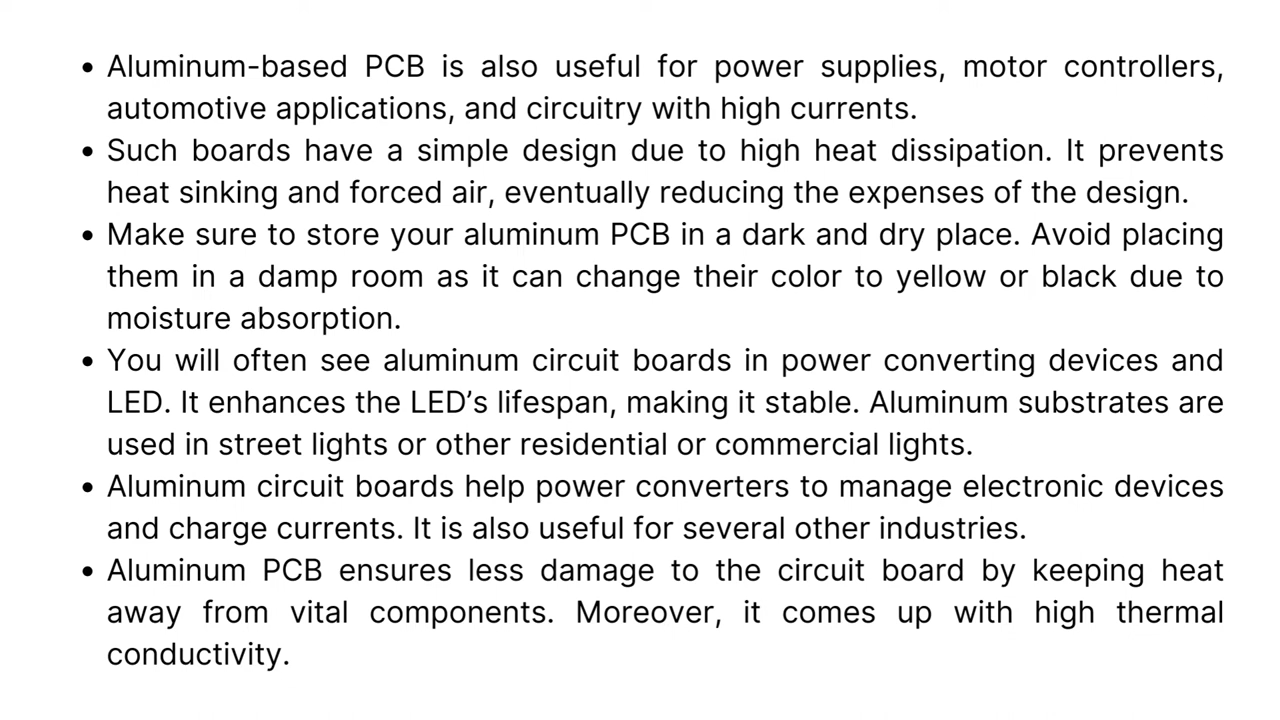 • Aluminum-based PCB is also useful for power supplies, motor controllers,
automotive applications, and circuitry with high currents.
• Such boards have a simple design due to high heat dissipation. It prevents
heat sinking and forced air, eventually reducing the expenses of the design.
• Make sure to store your aluminum PCB in a dark and dry place. Avoid placing
them in a damp room as it can change their color to yellow or black due to
moisture absorption.
• You will often see aluminum circuit boards in power converting devices and
LED. It enhances the LED’s lifespan, making it stable. Aluminum substrates are
used in street lights or other residential or commercial lights.
• Aluminum circuit boards help power converters to manage electronic devices
and charge currents. It is also useful for several other industries.
• Aluminum PCB ensures less damage to the circuit board by keeping heat
away from vital components. Moreover, it comes up with high thermal
conductivity.